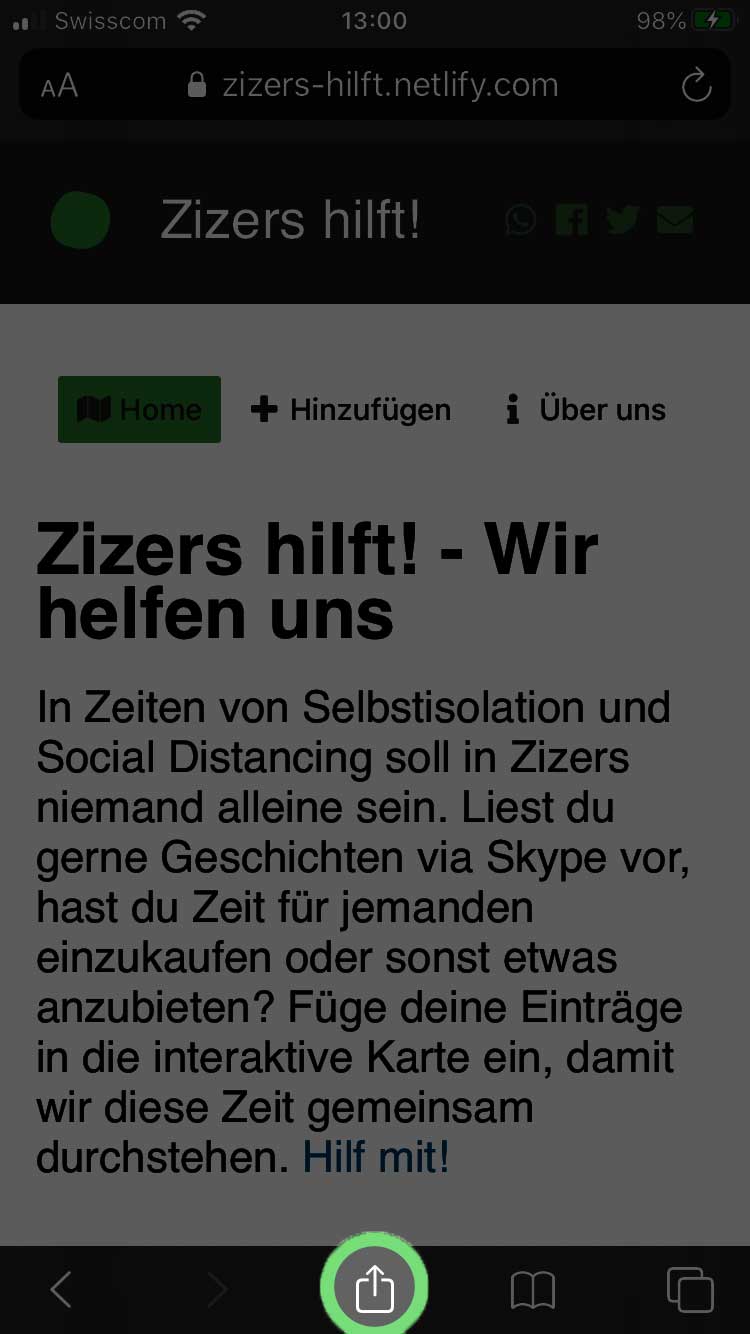 Swisscom 13:00 98%
AA zizers-hilft.netlify.com
Zizers hilft!
Home Hinzufügen Über uns
Zizers hilft! - Wir
helfen uns
In Zeiten von Selbstisolation und
Social Distancing soll in Zizers
niemand alleine sein. Liest du
gerne Geschichten via Skype vor,
hast du Zeit für jemanden
einzukaufen oder sonst etwas
anzubieten? Füge deine Einträge
in die interaktive Karte ein, damit
wir diese Zeit gemeinsam
durchstehen. Hilf mit!